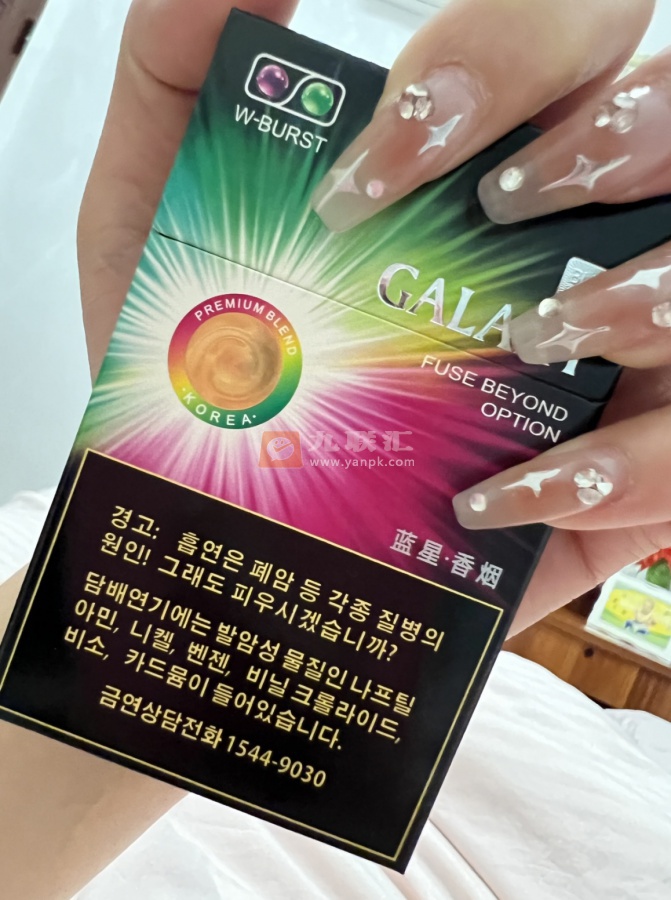 W-BURST
PREMIUM BLEND
·KOREA·
FUSE BEYOND
OPTION
九联汇
www.yanpk.com
蓝星·香烟
경고: 흡연은 폐암 등 각종 질병의
원인! 그래도 피우시겠습니까?
담배연기에는 발암성 물질인 나프틸
아민, 니켈, 벤젠, 비닐 크롤라이드,
비소, 카드뮴이 들어있습니다.
금연상담전화 1544-9030